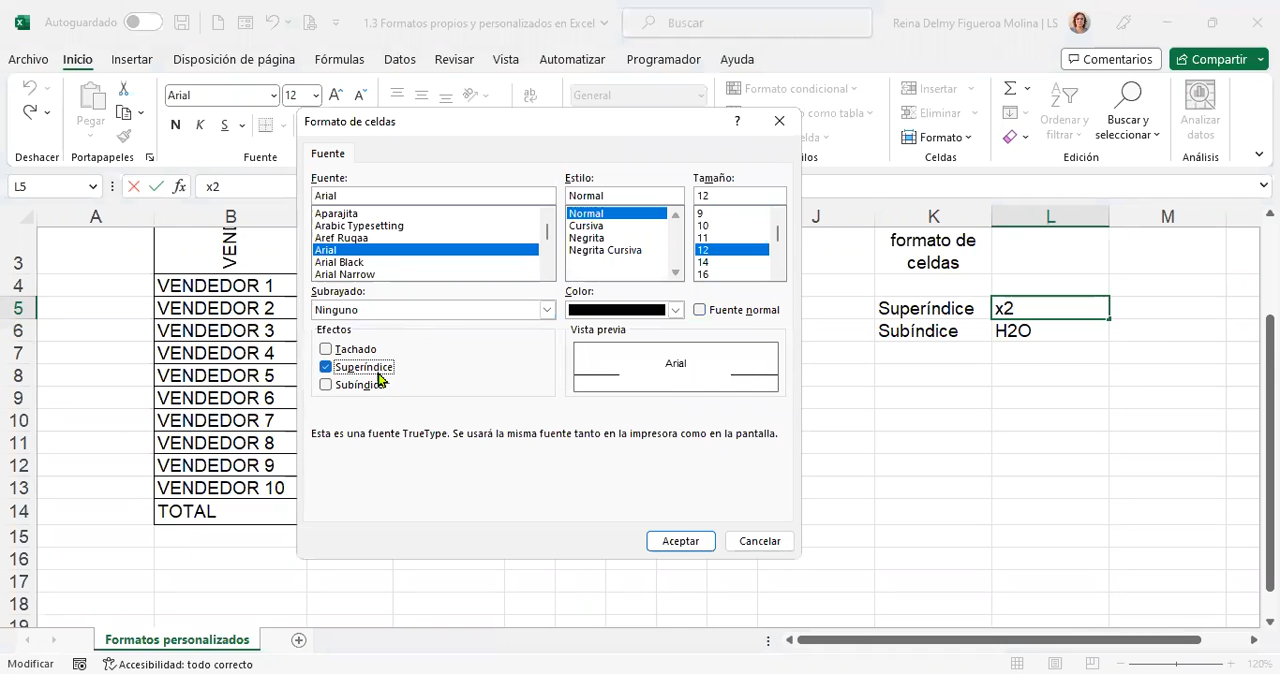 Autoguardado
1.3 Formatos propios y personalizados en Excel
Buscar
Reina Delmy Figueroa Molina | LS
Archivo Inicio Insertar Disposición de página Fórmulas Datos Revisar Vista Automatizar Programador Ayuda
Comentarios Compartir
Pegar
Arial 12
N K S
ab
General
Formato condicional
como tabla
Insertar
Eliminar
Formato
Ordenar y
filtrar
Buscar y
seleccionar
Analizar
datos
Deshacer Portapapeles Fuente Celdas Edición Análisis
L5 fx x2
A B J K L M
Formato de celdas ?
Fuente
Fuente:
Arial
Aparajita
Arabic Typesetting
Aref Ruqaa
Arial
Arial Black
Arial Narrow
Estilo:
Normal
Normal
Cursiva
Negrita
Negrita Cursiva
Tamaño:
12
9
10
11
12
14
16
Subrayado:
Ninguno
Color:
Fuente normal
Efectos
Tachado
Superíndice
Subíndice
Vista previa
Arial
Esta es una fuente TrueType. Se usará la misma fuente tanto en la impresora como en la pantalla.
Aceptar Cancelar
3 formato de
celdas
4 VENDEDOR 1
5 VENDEDOR 2 Superíndice x2
6 VENDEDOR 3 Subíndice H2O
7 VENDEDOR 4
8 VENDEDOR 5
9 VENDEDOR 6
10 VENDEDOR 7
11 VENDEDOR 8
12 VENDEDOR 9
13 VENDEDOR 10
14 TOTAL
15
16
17
18
Formatos personalizados
Modificar Accesibilidad: todo correcto 120%